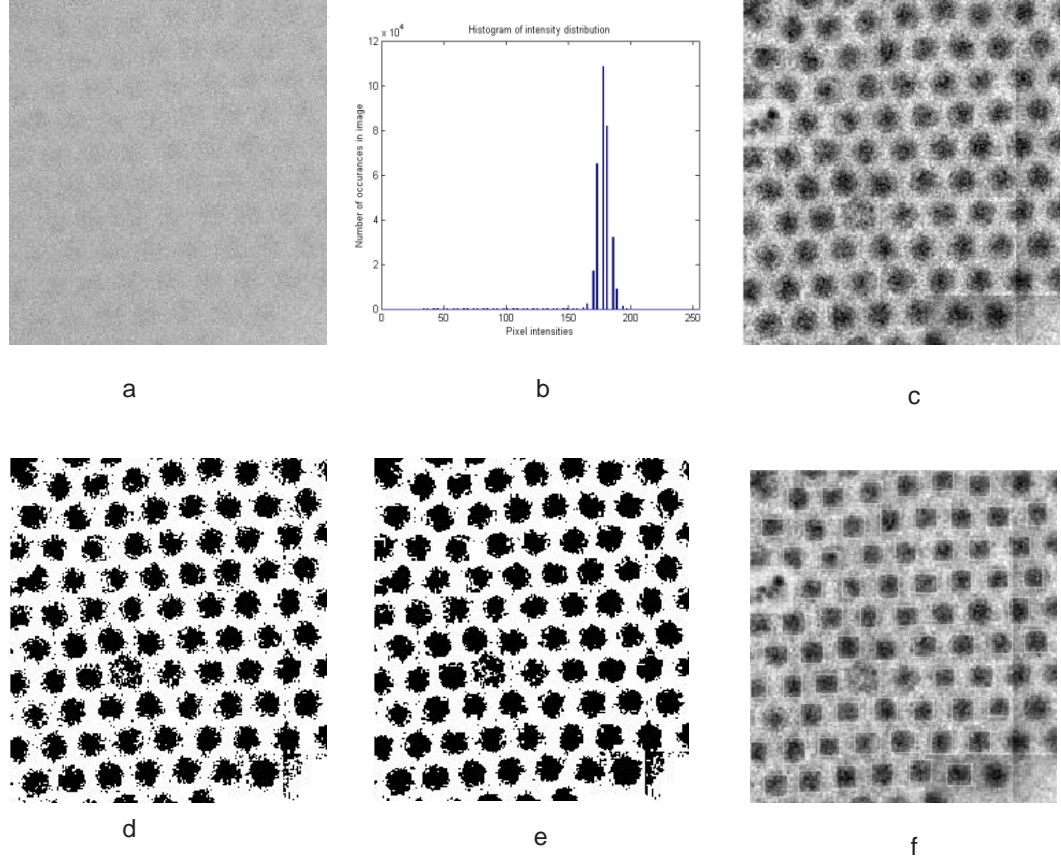 Histogram of intensity distribution
x 10^4
12
10
8
6
4
2
0
0 50 100 150 200 250
Number of occurances in image
Pixel intensities
a b c
d e f